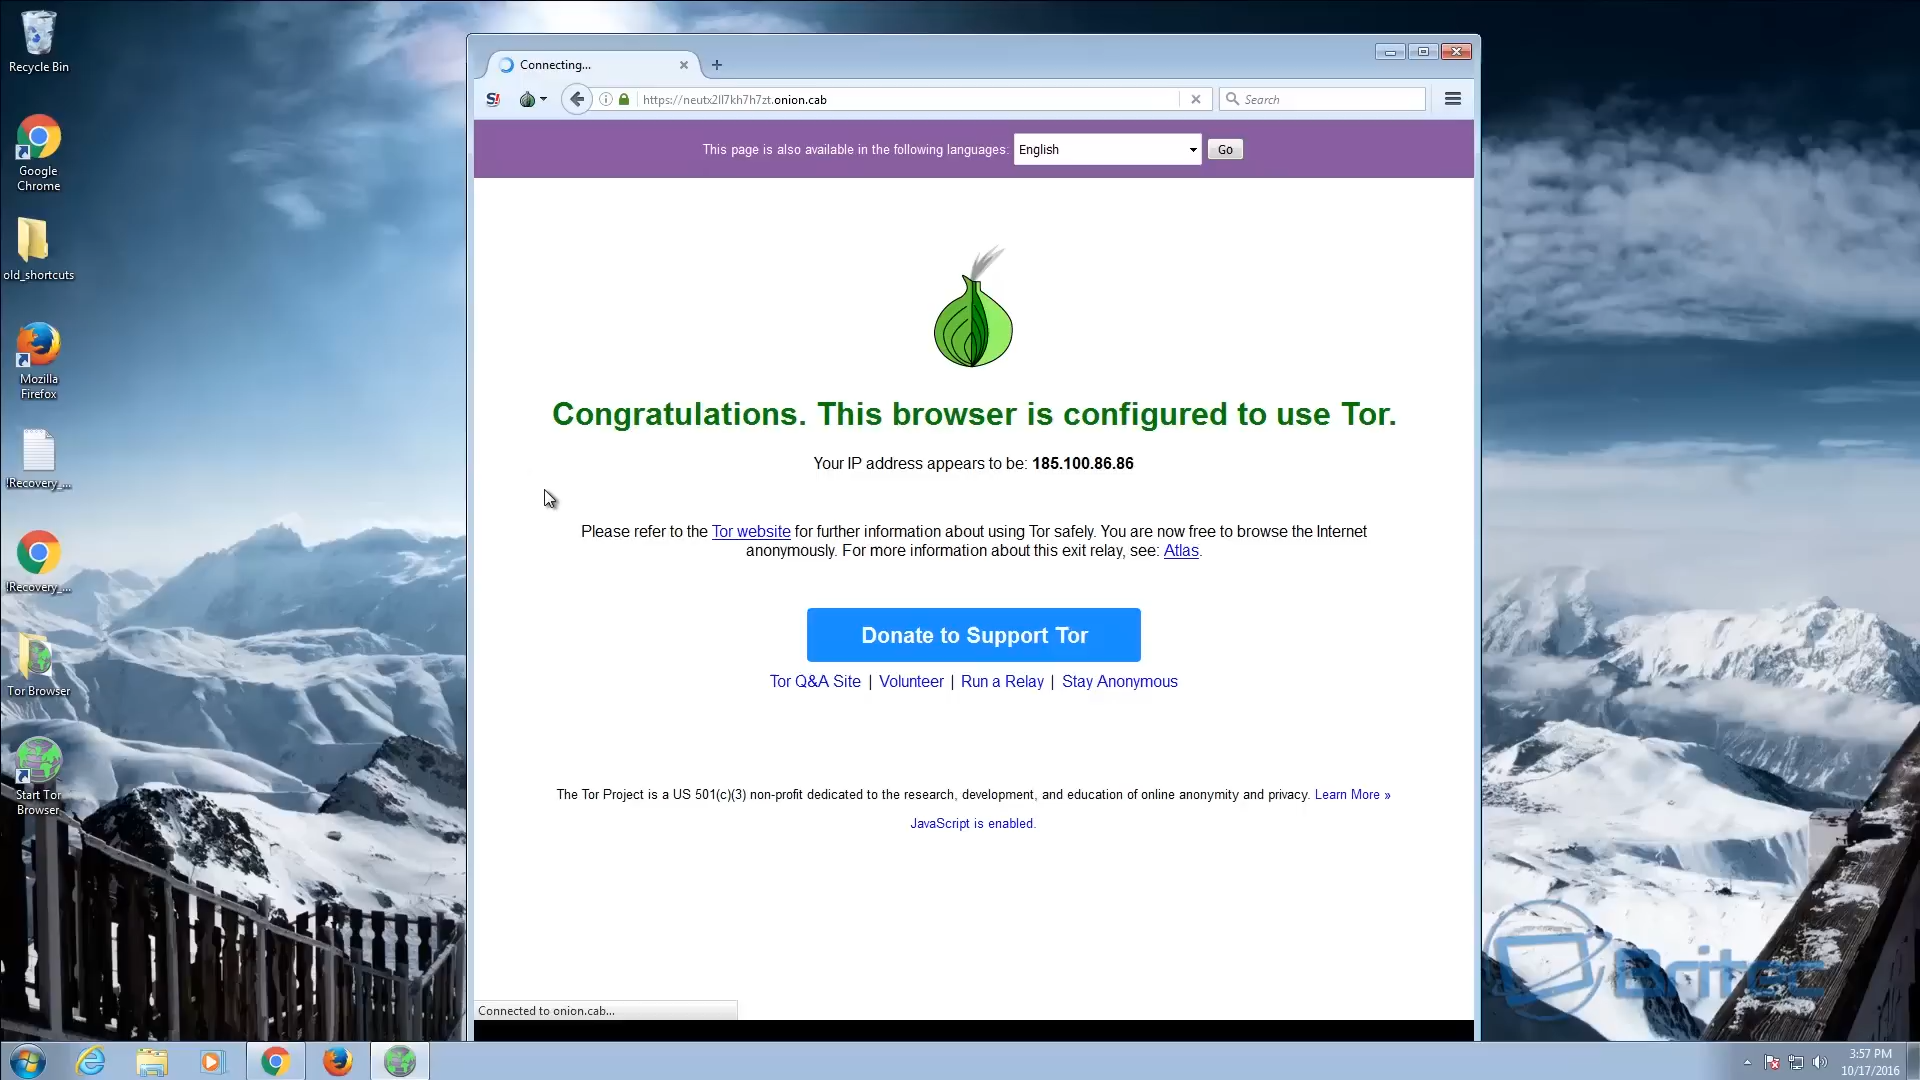 Recycle Bin
Google
Chrome
old_shortcuts
Mozilla
Firefox
!Recovery_...
!Recovery_...
Tor Browser
Start Tor
Browser
Connecting...
S!
https://neutx2ll7kh7h7zt.onion.cab
Search
This page is also available in the following languages:
English
Go
Congratulations. This browser is configured to use Tor.
Your IP address appears to be: 185.100.86.86
Please refer to the Tor website for further information about using Tor safely. You are now free to browse the Internet
anonymously. For more information about this exit relay, see: Atlas.
Donate to Support Tor
Tor Q&A Site | Volunteer | Run a Relay | Stay Anonymous
The Tor Project is a US 501(c)(3) non-profit dedicated to the research, development, and education of online anonymity and privacy. Learn More »
JavaScript is enabled.
Connected to onion.cab...
Britec
3:57 PM
10/17/2016